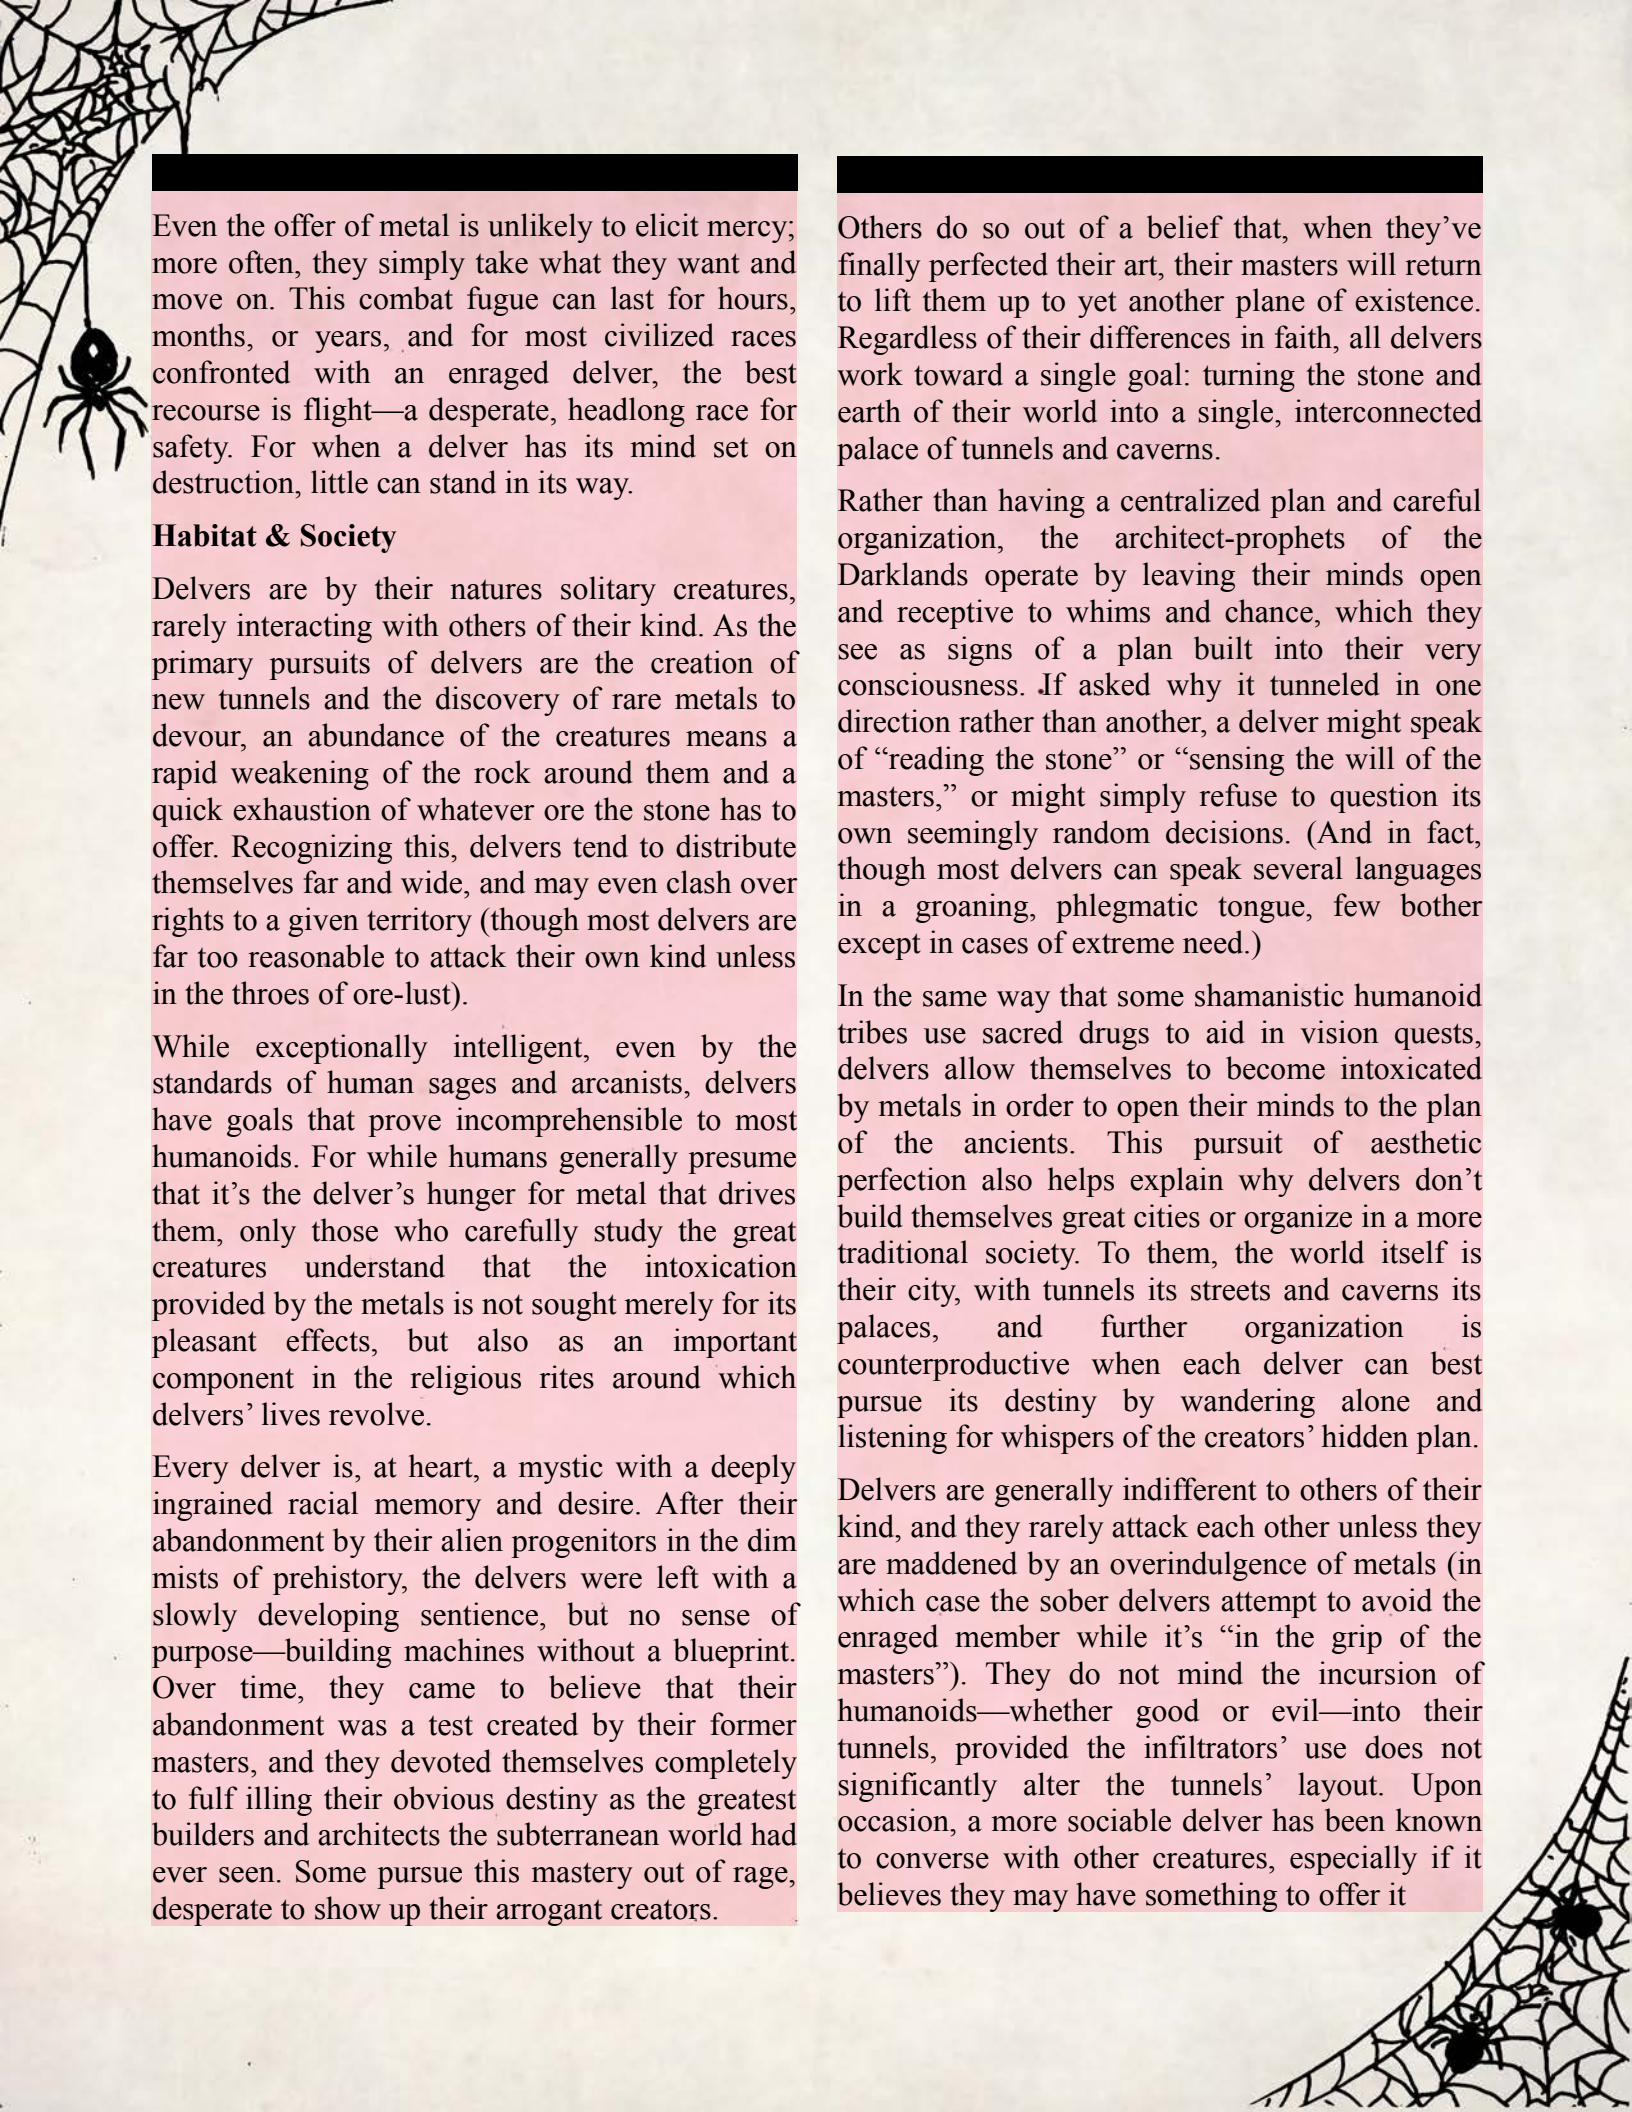 Even the offer of metal is unlikely to elicit mercy;
more often, they simply take what they want and
move on. This combat fugue can last for hours,
months, or years, and for most civilized races
confronted with an enraged delver, the best
recourse is flight—a desperate, headlong race for
safety. For when a delver has its mind set on
destruction, little can stand in its way.
Habitat & Society
Delvers are by their natures solitary creatures,
rarely interacting with others of their kind. As the
primary pursuits of delvers are the creation of
new tunnels and the discovery of rare metals to
devour, an abundance of the creatures means a
rapid weakening of the rock around them and a
quick exhaustion of whatever ore the stone has to
offer. Recognizing this, delvers tend to distribute
themselves far and wide, and may even clash over
rights to a given territory (though most delvers are
far too reasonable to attack their own kind unless
in the throes of ore-lust).
While exceptionally intelligent, even by the
standards of human sages and arcanists, delvers
have goals that prove incomprehensible to most
humanoids. For while humans generally presume
that it’s the delver’s hunger for metal that drives
them, only those who carefully study the great
creatures understand that the intoxication
provided by the metals is not sought merely for its
pleasant effects, but also as an important
component in the religious rites around which
delvers’ lives revolve.
Every delver is, at heart, a mystic with a deeply
ingrained racial memory and desire. After their
abandonment by their alien progenitors in the dim
mists of prehistory, the delvers were left with a
slowly developing sentience, but no sense of
purpose—building machines without a blueprint.
Over time, they came to believe that their
abandonment was a test created by their former
masters, and they devoted themselves completely
to fulf illing their obvious destiny as the greatest
builders and architects the subterranean world had
ever seen. Some pursue this mastery out of rage,
desperate to show up their arrogant creators.
Others do so out of a belief that, when they’ve
finally perfected their art, their masters will return
to lift them up to yet another plane of existence.
Regardless of their differences in faith, all delvers
work toward a single goal: turning the stone and
earth of their world into a single, interconnected
palace of tunnels and caverns.
Rather than having a centralized plan and careful
organization, the architect-prophets of the
Darklands operate by leaving their minds open
and receptive to whims and chance, which they
see as signs of a plan built into their very
consciousness. If asked why it tunneled in one
direction rather than another, a delver might speak
of “reading the stone” or “sensing the will of the
masters,” or might simply refuse to question its
own seemingly random decisions. (And in fact,
though most delvers can speak several languages
in a groaning, phlegmatic tongue, few bother
except in cases of extreme need.)
In the same way that some shamanistic humanoid
tribes use sacred drugs to aid in vision quests,
delvers allow themselves to become intoxicated
by metals in order to open their minds to the plan
of the ancients. This pursuit of aesthetic
perfection also helps explain why delvers don’t
build themselves great cities or organize in a more
traditional society. To them, the world itself is
their city, with tunnels its streets and caverns its
palaces, and further organization is
counterproductive when each delver can best
pursue its destiny by wandering alone and
listening for whispers of the creators’ hidden plan.
Delvers are generally indifferent to others of their
kind, and they rarely attack each other unless they
are maddened by an overindulgence of metals (in
which case the sober delvers attempt to avoid the
enraged member while it’s “in the grip of the
masters”). They do not mind the incursion of
humanoids—whether good or evil—into their
tunnels, provided the infiltrators’ use does not
significantly alter the tunnels’ layout. Upon
occasion, a more sociable delver has been known
to converse with other creatures, especially if it
believes they may have something to offer it